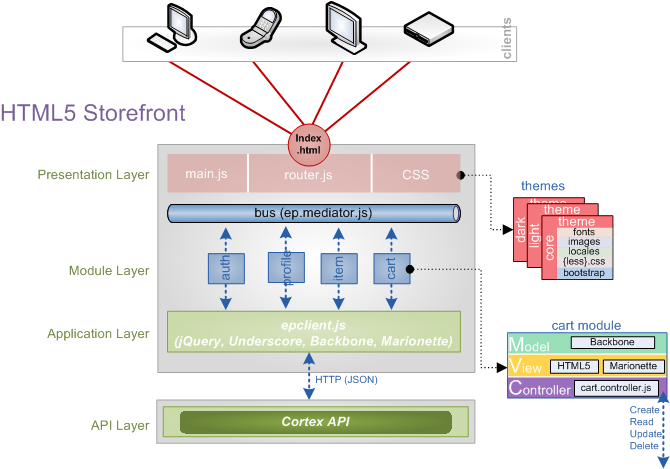 clients
HTML5 Storefront
Index
.html
Presentation Layer
main.js
router.js
CSS
bus (ep.mediator.js)
Module Layer
auth
profile
item
cart
Application Layer
epclient.js
(jQuery, Underscore, Backbone, Marionette)
HTTP (JSON)
API Layer
Cortex API
themes
theme
theme
theme
dark
light
core
fonts
images
locales
{less}.css
bootstrap
cart module
Model
Backbone
View
HTML5
Marionette
Controller
cart.controller.js
Create
Read
Update
Delete